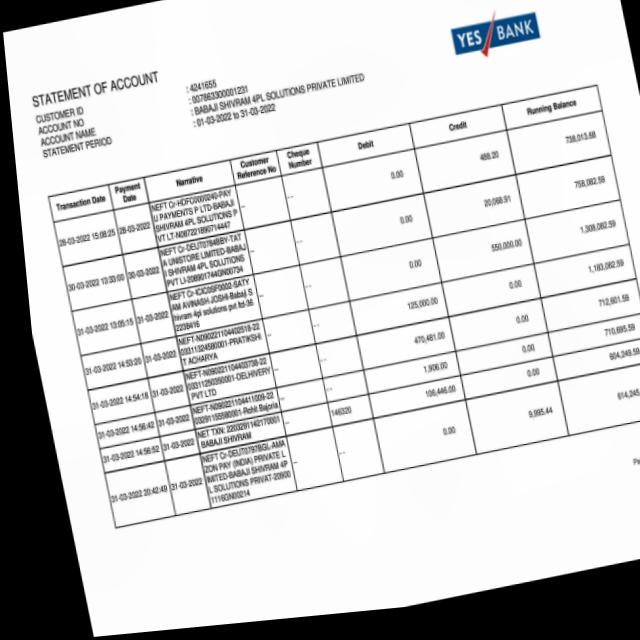 YES BANK
STATEMENT OF ACCOUNT
CUSTOMER ID : 4241655
ACCOUNT NO : 007863300001231
ACCOUNT NAME : BABAJI SHIVRAM 4PL SOLUTIONS PRIVATE LIMITED
STATEMENT PERIOD : 01-03-2022 to 31-03-2022
Transaction Date Payment Date Narrative Customer Reference No Cheque Number Debit Credit Running Balance
28-03-2022 15:08:25 28-03-2022 NEFT Cr-HDFC0000240-PAY
U PAYMENTS P LTD-BABAJI
SHIVRAM 4PL SOLUTIONS P
VT LT-N087221890714447 -- --- 0.00 488.20 738,013.68
30-03-2022 13:30:00 30-03-2022 NEFT Cr-DEUT0784BBY-TAT
A UNISTORE LIMITED-BABAJ
I SHIVRAM 4PL SOLUTIONS
PVT LI-208901744GN00734 -- --- 0.00 20,068.91 758,082.59
31-03-2022 13:05:15 31-03-2022 NEFT Cr-ICIC0SF0002-SATY
AM AVINASH JOSHI-Babaji S
hivram 4pl solutions pvt ltd-36
2238416 -- --- 0.00 550,000.00 1,308,082.59
31-03-2022 14:53:20 31-03-2022 NEFT-N090221104402518-22
03311324580001-PRATIKSHI
T ACHARYA -- --- 125,000.00 0.00 1,183,082.59
31-03-2022 14:54:18 31-03-2022 NEFT-N090221104403738-22
03311250350001-DELHIVERY
PVT LTD -- --- 470,481.00 0.00 712,601.59
31-03-2022 14:56:42 31-03-2022 NEFT-N090221104411009-22
03291155580001-Rohit Bajoria -- --- 1,906.00 0.00 710,695.59
31-03-2022 14:56:52 31-03-2022 NET TXN: 2203291142170001
BABAJI SHIVRAM -- 146320 106,446.00 0.00 604,249.59
31-03-2022 20:42:49 31-03-2022 NEFT Cr-DEUT0797BGL-AMA
ZON PAY (INDIA) PRIVATE L
IMITED-BABAJI SHIVRAM 4P
L SOLUTIONS PRIVAT-20900
1116GN00214 -- --- 0.00 9,995.44 614,245.